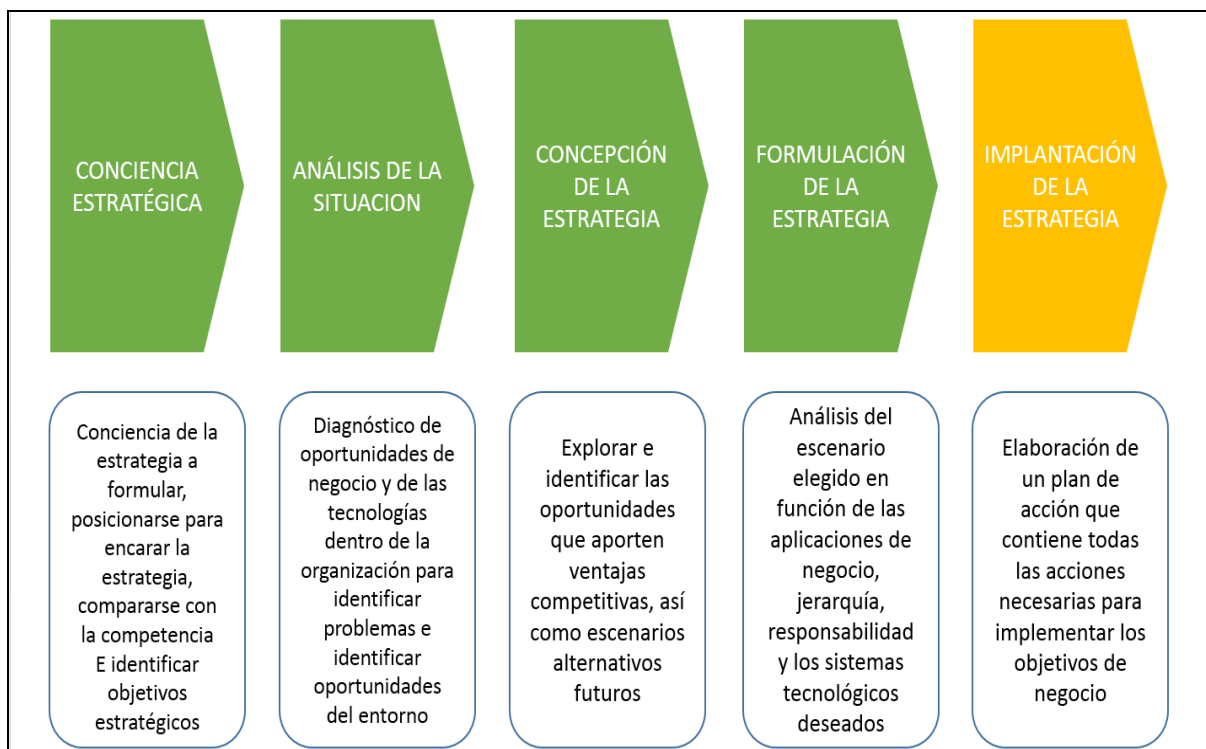 CONCIENCIA
ESTRATÉGICA
ANÁLISIS DE LA
SITUACION
CONCEPCIÓN
DE LA
ESTRATEGIA
FORMULACIÓN
DE LA
ESTRATEGIA
IMPLANTACIÓN
DE LA
ESTRATEGIA
Conciencia de la
estrategia a
formular,
posicionarse para
encarar la
estrategia,
compararse con
la competencia
E identificar
objetivos
estratégicos
Diagnóstico de
oportunidades de
negocio y de las
tecnologías
dentro de la
organización para
identificar
problemas e
identificar
oportunidades
del entorno
Explorar e
identificar las
oportunidades
que aporten
ventajas
competitivas, así
como escenarios
alternativos
futuros
Análisis del
escenario
elegido en
función de las
aplicaciones de
negocio,
jerarquía,
responsabilidad
y los sistemas
tecnológicos
deseados
Elaboración de
un plan de
acción que
contiene todas
las acciones
necesarias para
implementar los
objetivos de
negocio